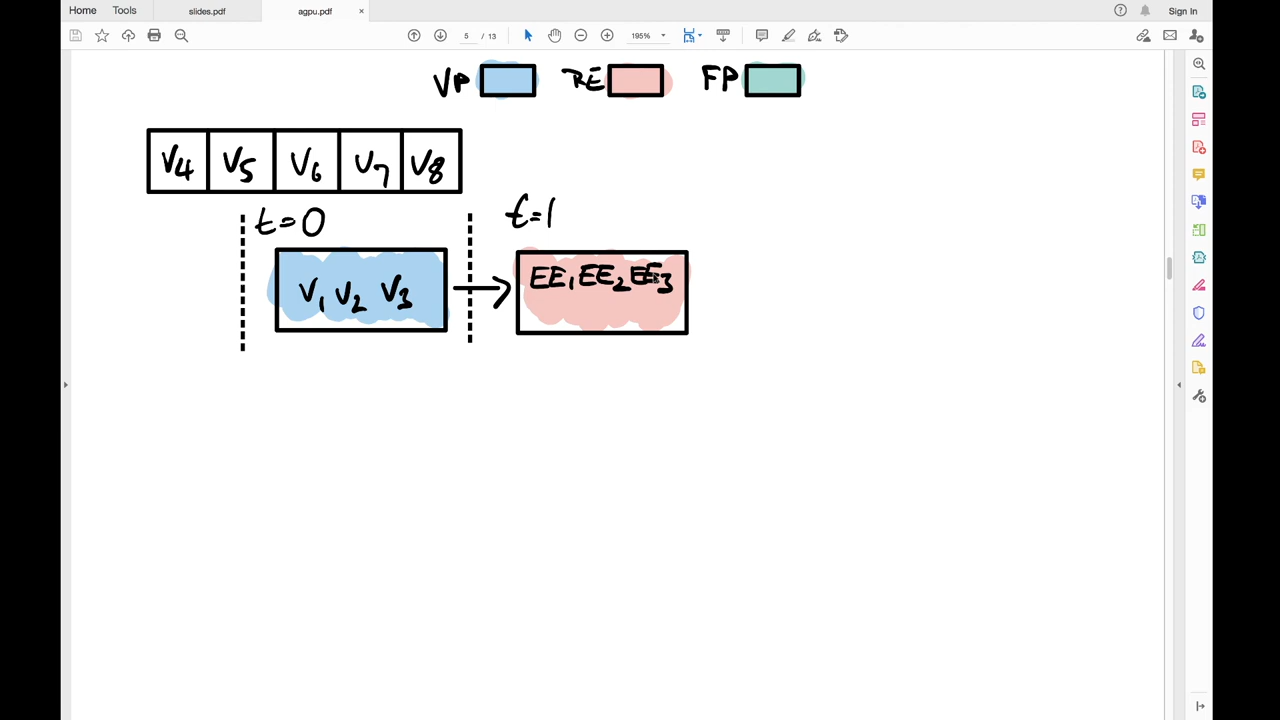 Home Tools slides.pdf agpu.pdf × Sign In
5 / 13 195%
VP RE FP
V4 V5 V6 V7 V8
t=0 t=1
V1 V2 V3 EE1 EE2 EE3